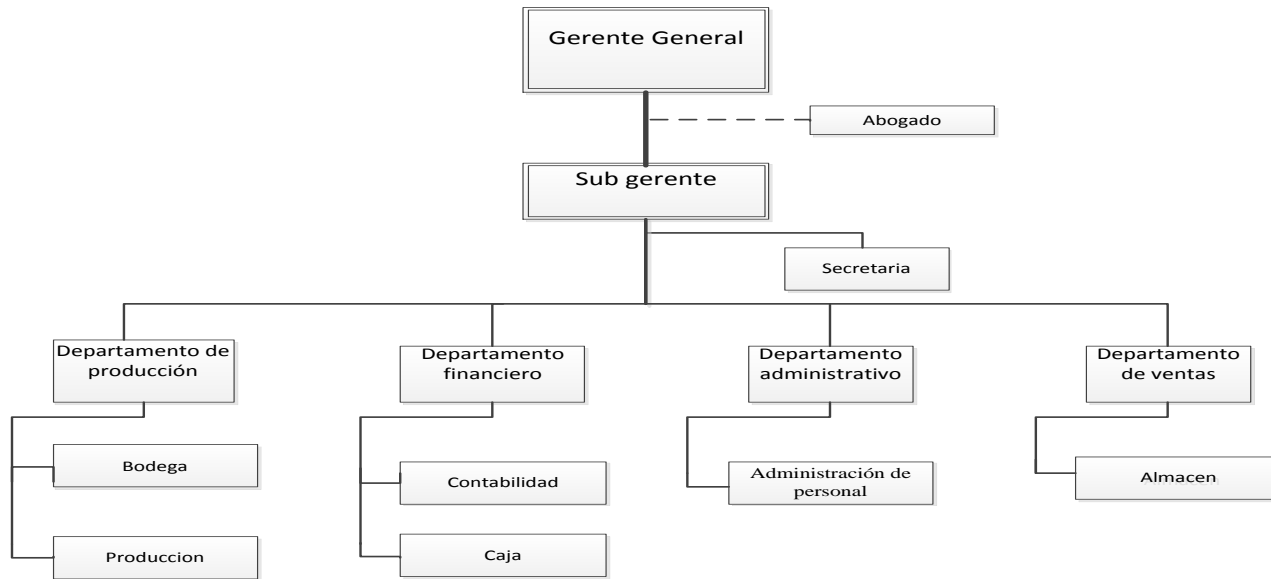 Gerente General
Abogado
Sub gerente
Secretaria
Departamento de
producción
Departamento
financiero
Departamento
administrativo
Departamento
de ventas
Bodega
Contabilidad
Administración de
personal
Almacen
Produccion
Caja